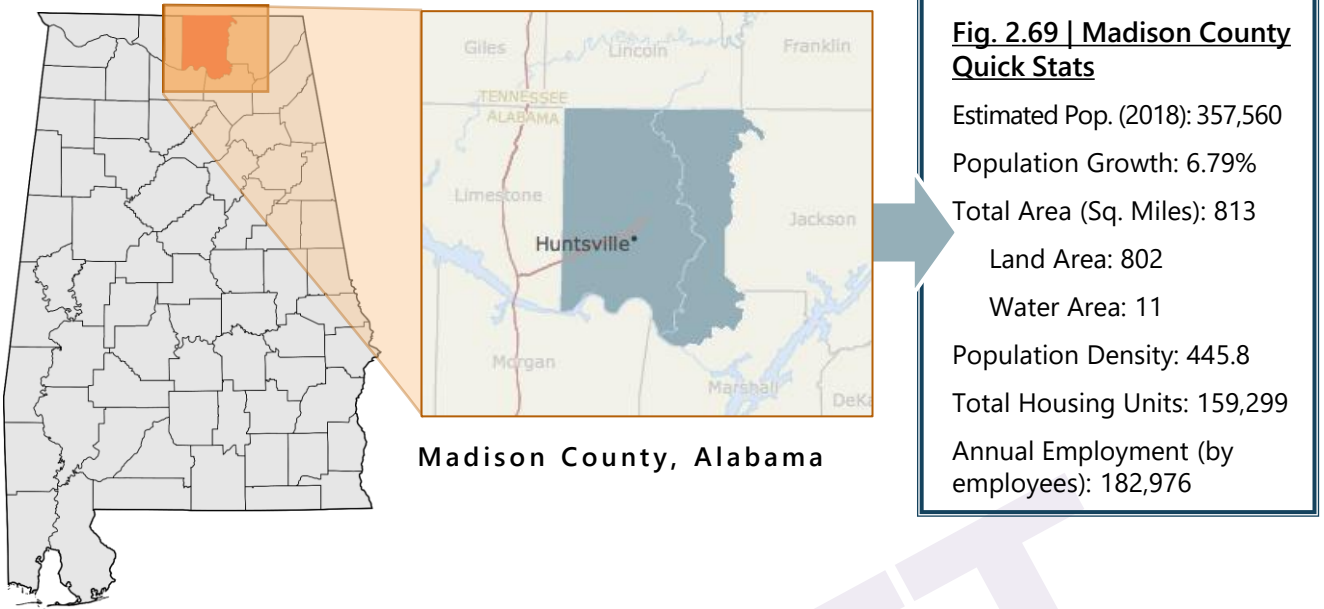 Giles
Lincoln
Franklin
TENNESSEE
ALABAMA
Limestone
Jackson
Huntsville
Morgan
Marshall
DeKa
Madison County, Alabama
Fig. 2.69 | Madison County
Quick Stats
Estimated Pop. (2018): 357,560
Population Growth: 6.79%
Total Area (Sq. Miles): 813
Land Area: 802
Water Area: 11
Population Density: 445.8
Total Housing Units: 159,299
Annual Employment (by
employees): 182,976